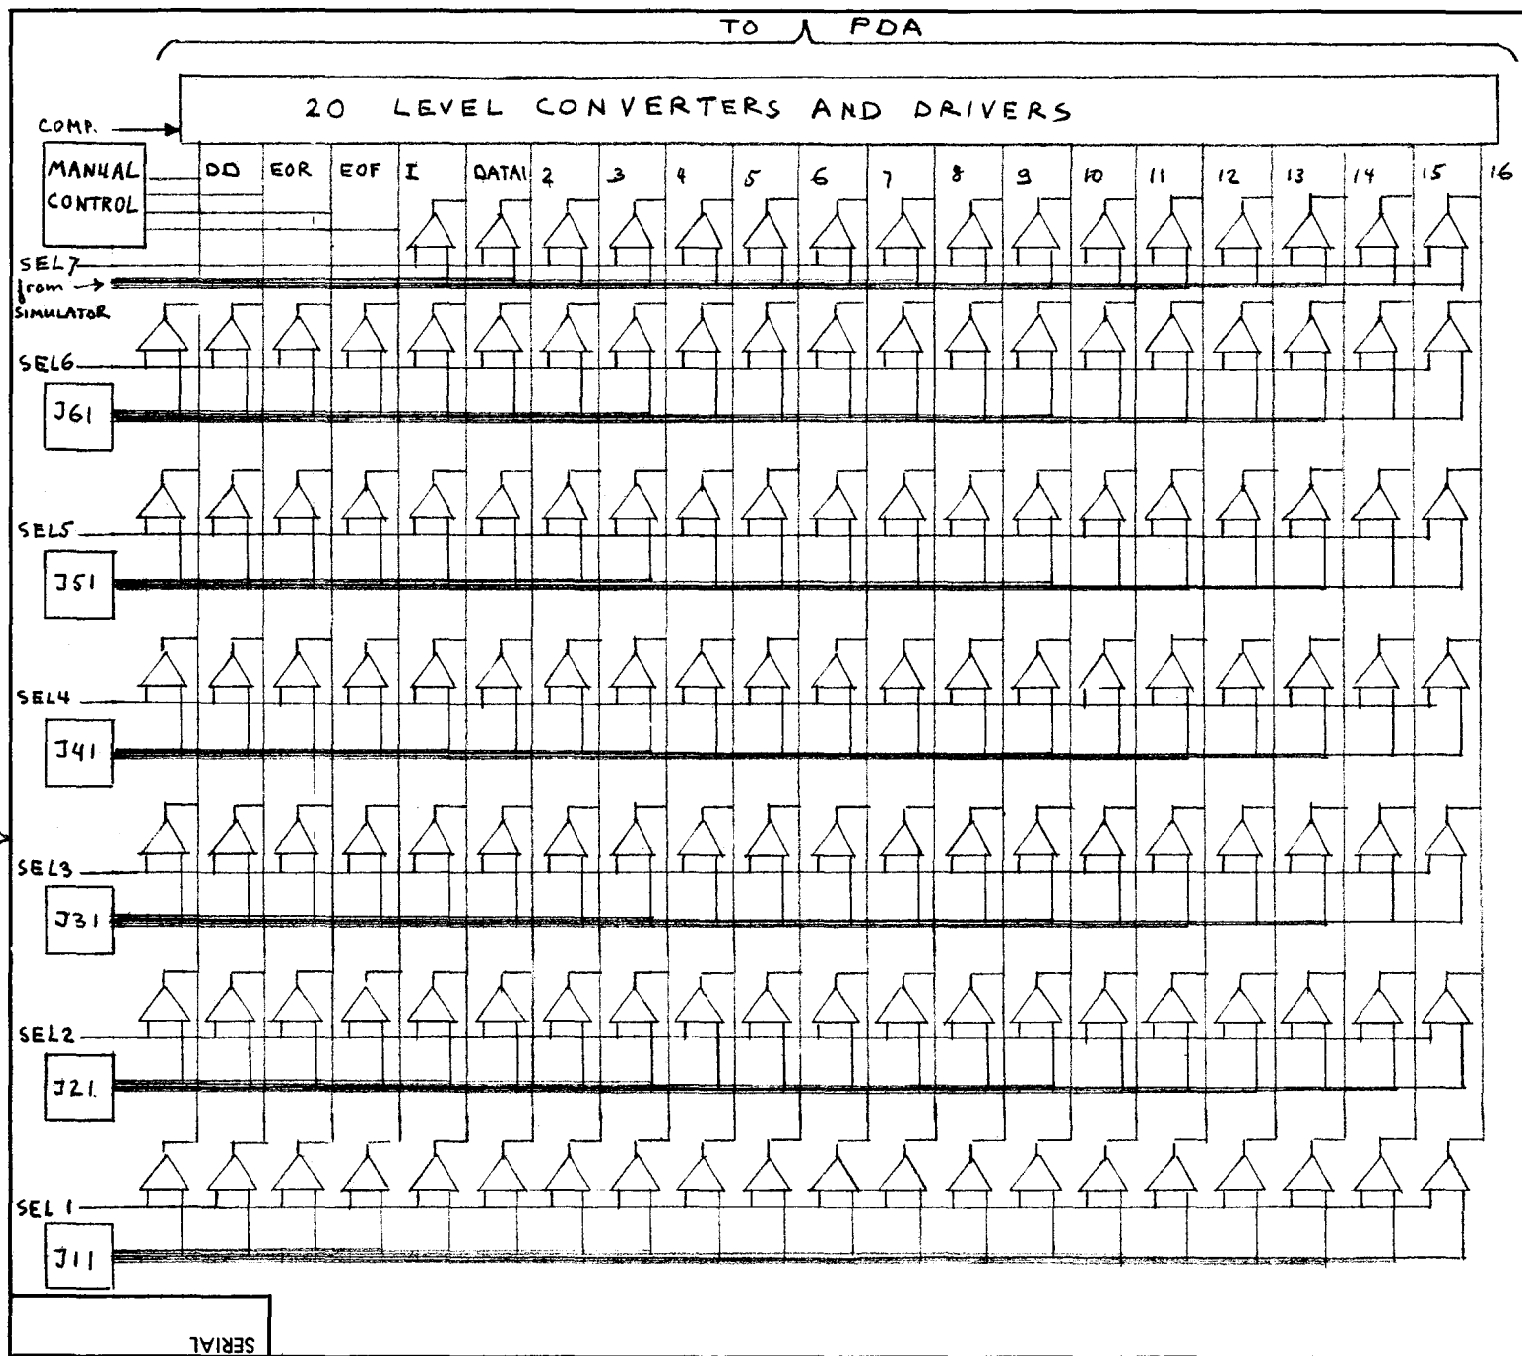 TO PDA
20 LEVEL CONVERTERS AND DRIVERS
COMP.
MANUAL
CONTROL
DD EOR EOF I DATA1 2 3 4 5 6 7 8 9 10 11 12 13 14 15 16
SEL7
from
SIMULATOR
SEL6
J61
SEL5
J51
SEL4
J41
SEL3
J31
SEL2
J21
SEL1
J11
SERIAL